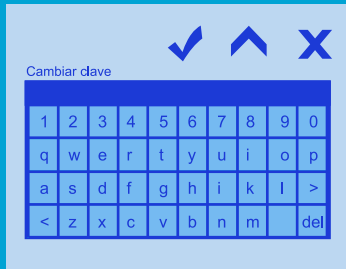 Cambiar clave
1 2 3 4 5 6 7 8 9 0
q w e r t y u i o p
a s d f g h i k l >
< z x c v b n m del